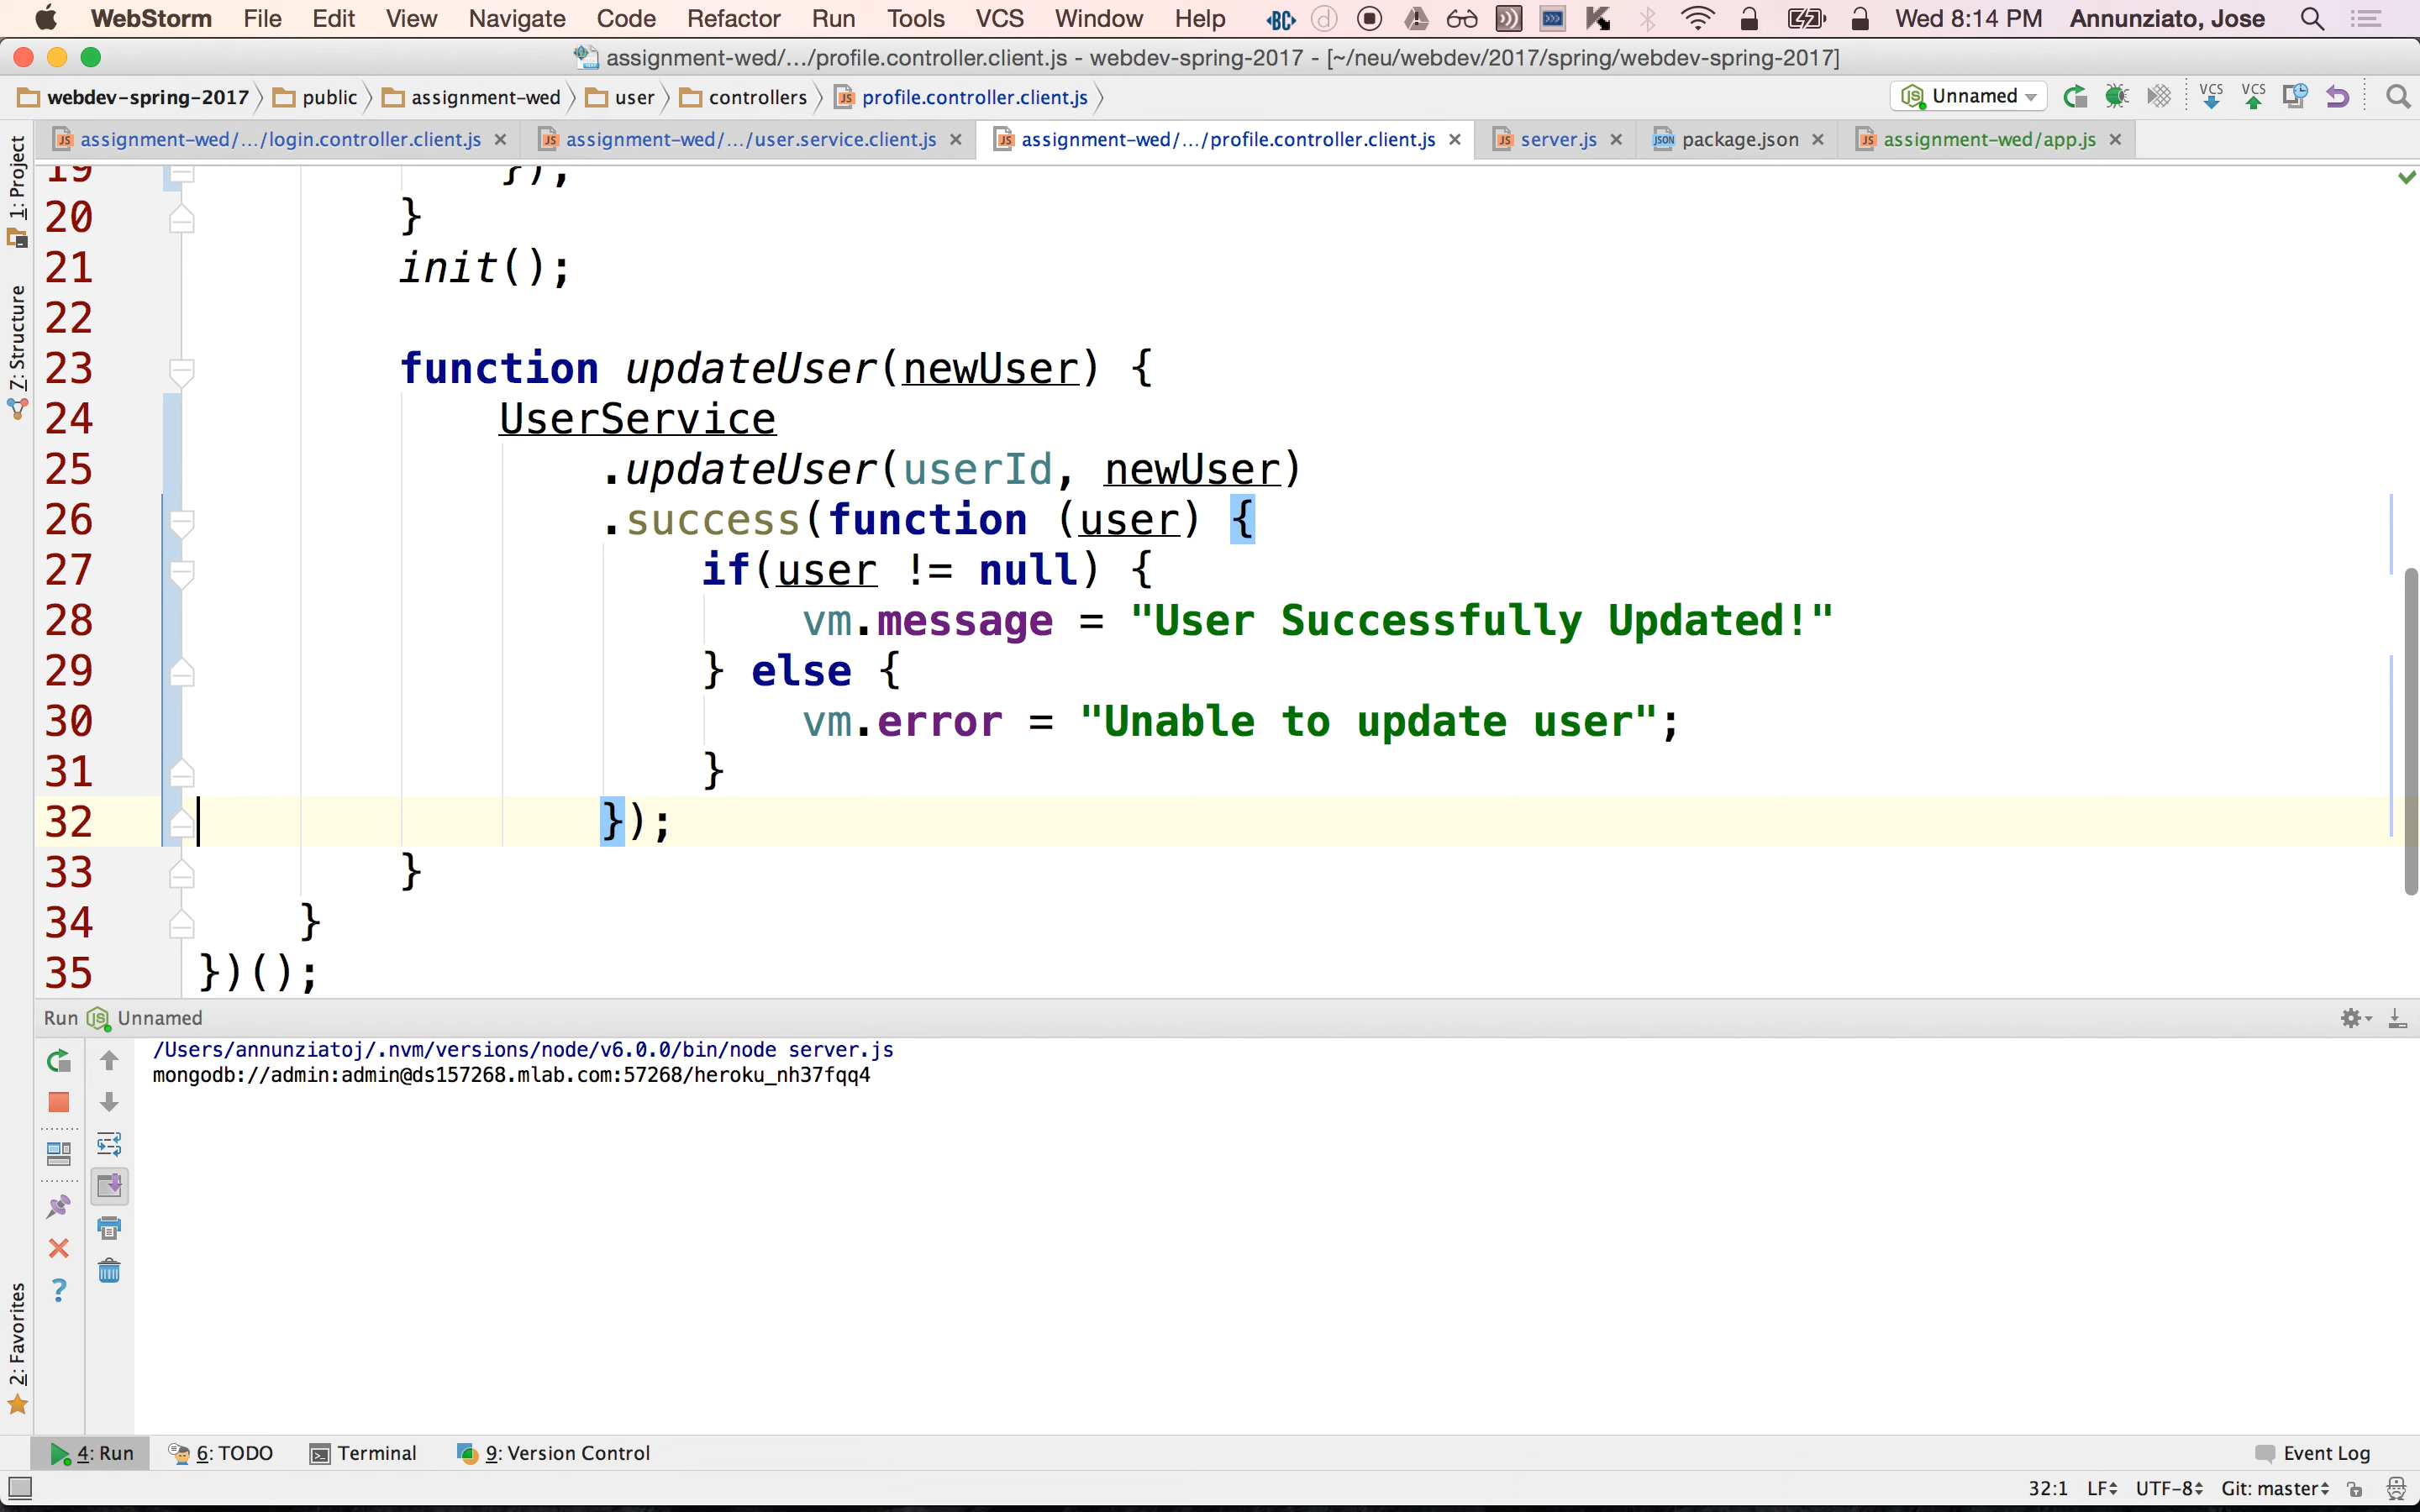 WebStorm File Edit View Navigate Code Refactor Run Tools VCS Window Help Wed 8:14 PM Annunziato, Jose
assignment-wed/.../profile.controller.client.js - webdev-spring-2017 - [~/neu/webdev/2017/spring/webdev-spring-2017]
webdev-spring-2017 public assignment-wed user controllers profile.controller.client.js Unnamed VCS VCS
assignment-wed/.../login.controller.client.js assignment-wed/.../user.service.client.js assignment-wed/.../profile.controller.client.js server.js package.json assignment-wed/app.js
1: Project
7: Structure
2: Favorites
19 });
20 }
21 init();
22
23 function updateUser(newUser) {
24 UserService
25 .updateUser(userId, newUser)
26 .success(function (user) {
27 if(user != null) {
28 vm.message = "User Successfully Updated!"
29 } else {
30 vm.error = "Unable to update user";
31 }
32 });
33 }
34 }
35 })();
Run Unnamed
/Users/annunziatoj/.nvm/versions/node/v6.0.0/bin/node server.js
mongodb://admin:admin@ds157268.mlab.com:57268/heroku_nh37fqq4
4: Run 6: TODO Terminal 9: Version Control Event Log
32:1 LF UTF-8 Git: master